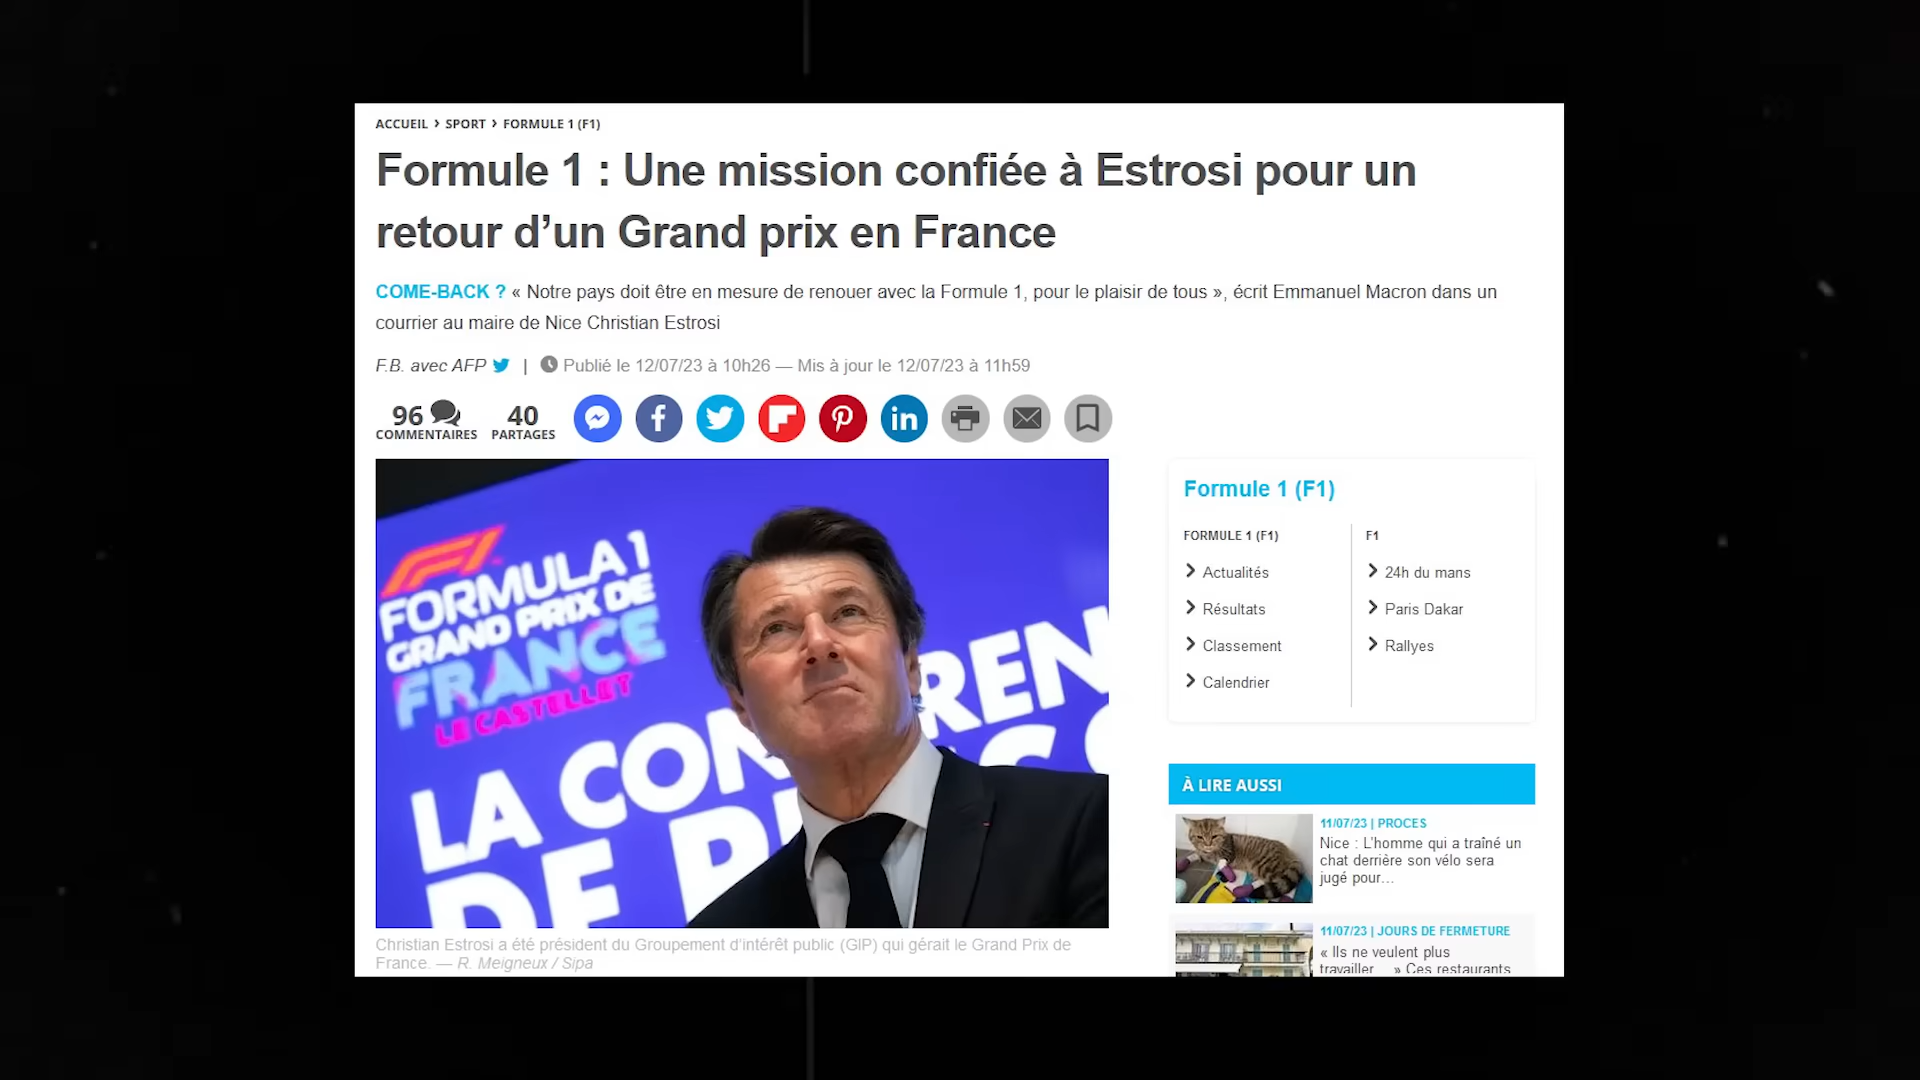 ACCUEIL › SPORT › FORMULE 1 (F1)
Formule 1 : Une mission confiée à Estrosi pour un
retour d’un Grand prix en France
COME-BACK ? « Notre pays doit être en mesure de renouer avec la Formule 1, pour le plaisir de tous », écrit Emmanuel Macron dans un
courrier au maire de Nice Christian Estrosi
F.B. avec AFP | Publié le 12/07/23 à 10h26 — Mis à jour le 12/07/23 à 11h59
96
COMMENTAIRES
40
PARTAGES
FORMULA 1
GRAND PRIX DE
FRANCE
LE CASTELLET
LA CON REN
DE PR
Christian Estrosi a été président du Groupement d’intérêt public (GIP) qui gérait le Grand Prix de
France. — R. Meigneux / Sipa
Formule 1 (F1)
FORMULE 1 (F1)
Actualités
Résultats
Classement
Calendrier
F1
24h du mans
Paris Dakar
Rallyes
À LIRE AUSSI
11/07/23 | PROCES
Nice : L’homme qui a traîné un
chat derrière son vélo sera
jugé pour…
11/07/23 | JOURS DE FERMETURE
« Ils ne veulent plus
travailler… » Ces restaurants